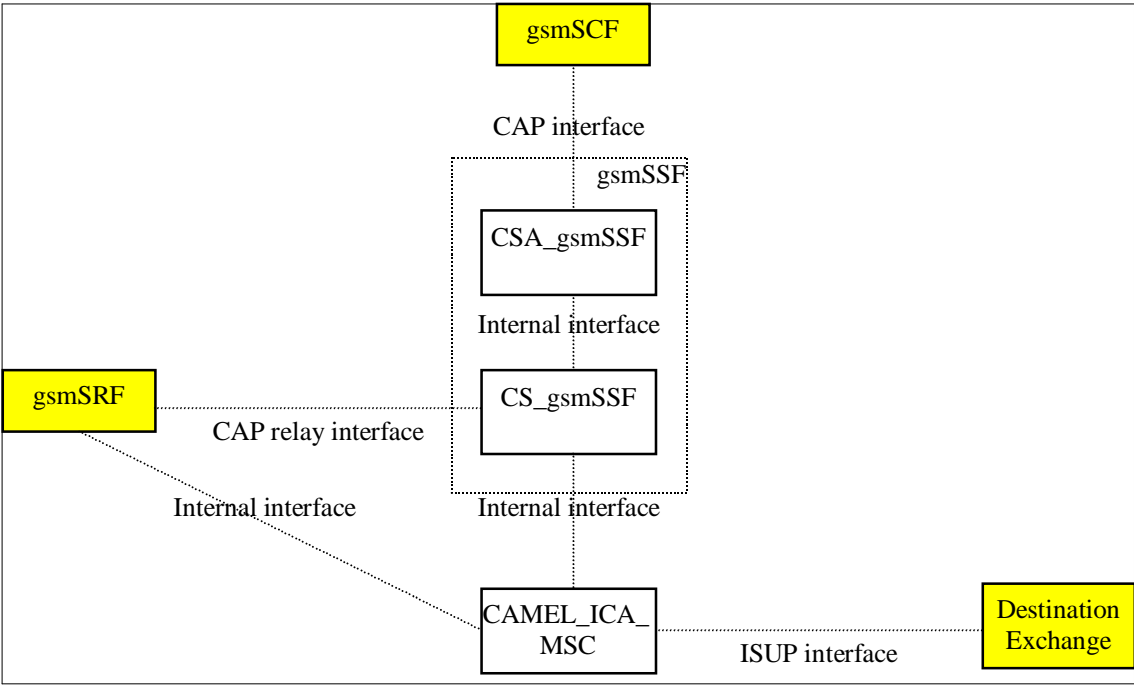 gsmSCF
CAP interface
gsmSSF
CSA_gsmSSF
Internal interface
gsmSRF
CS_gsmSSF
CAP relay interface
Internal interface
Internal interface
CAMEL_ICA_
MSC
Destination
Exchange
ISUP interface